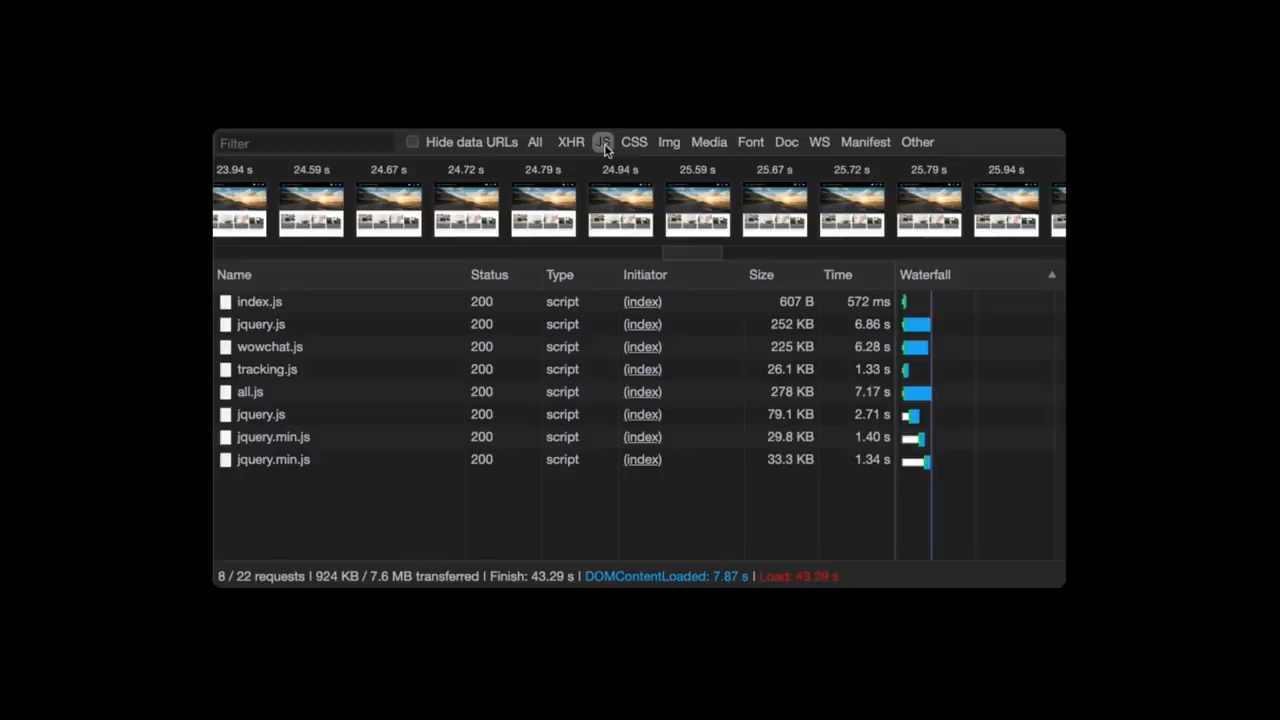 Filter Hide data URLs All XHR JS CSS Img Media Font Doc WS Manifest Other
23.94 s 24.59 s 24.67 s 24.72 s 24.79 s 24.94 s 25.59 s 25.67 s 25.72 s 25.79 s 25.94 s
Name Status Type Initiator Size Time Waterfall
index.js 200 script (index) 607 B 572 ms
jquery.js 200 script (index) 252 KB 6.86 s
wowchat.js 200 script (index) 225 KB 6.28 s
tracking.js 200 script (index) 26.1 KB 1.33 s
all.js 200 script (index) 278 KB 7.17 s
jquery.js 200 script (index) 79.1 KB 2.71 s
jquery.min.js 200 script (index) 29.8 KB 1.40 s
jquery.min.js 200 script (index) 33.3 KB 1.34 s
8 / 22 requests | 924 KB / 7.6 MB transferred | Finish: 43.29 s | DOMContentLoaded: 7.87 s | Load: 43.29 s